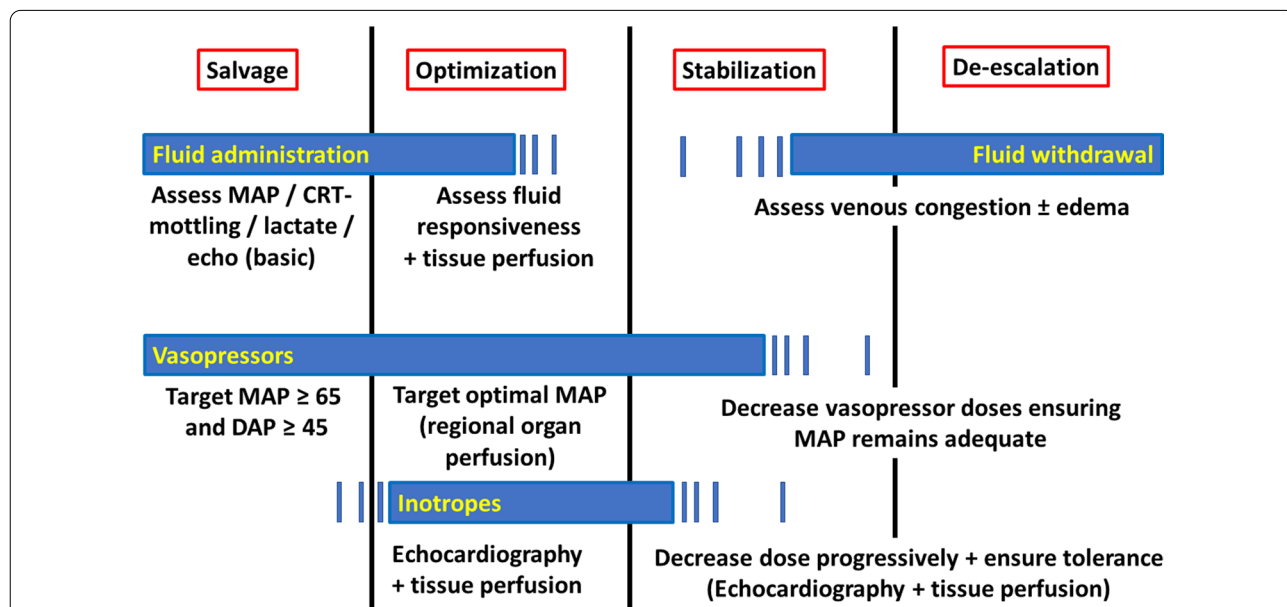 Salvage
Optimization
Stabilization
De-escalation
Fluid administration
Fluid withdrawal
Assess MAP / CRT-
mottling / lactate /
echo (basic)
Assess fluid
responsiveness
+ tissue perfusion
Assess venous congestion ± edema
Vasopressors
Target MAP ≥ 65
and DAP ≥ 45
Target optimal MAP
(regional organ
perfusion)
Decrease vasopressor doses ensuring
MAP remains adequate
Inotropes
Echocardiography
+ tissue perfusion
Decrease dose progressively + ensure tolerance
(Echocardiography + tissue perfusion)